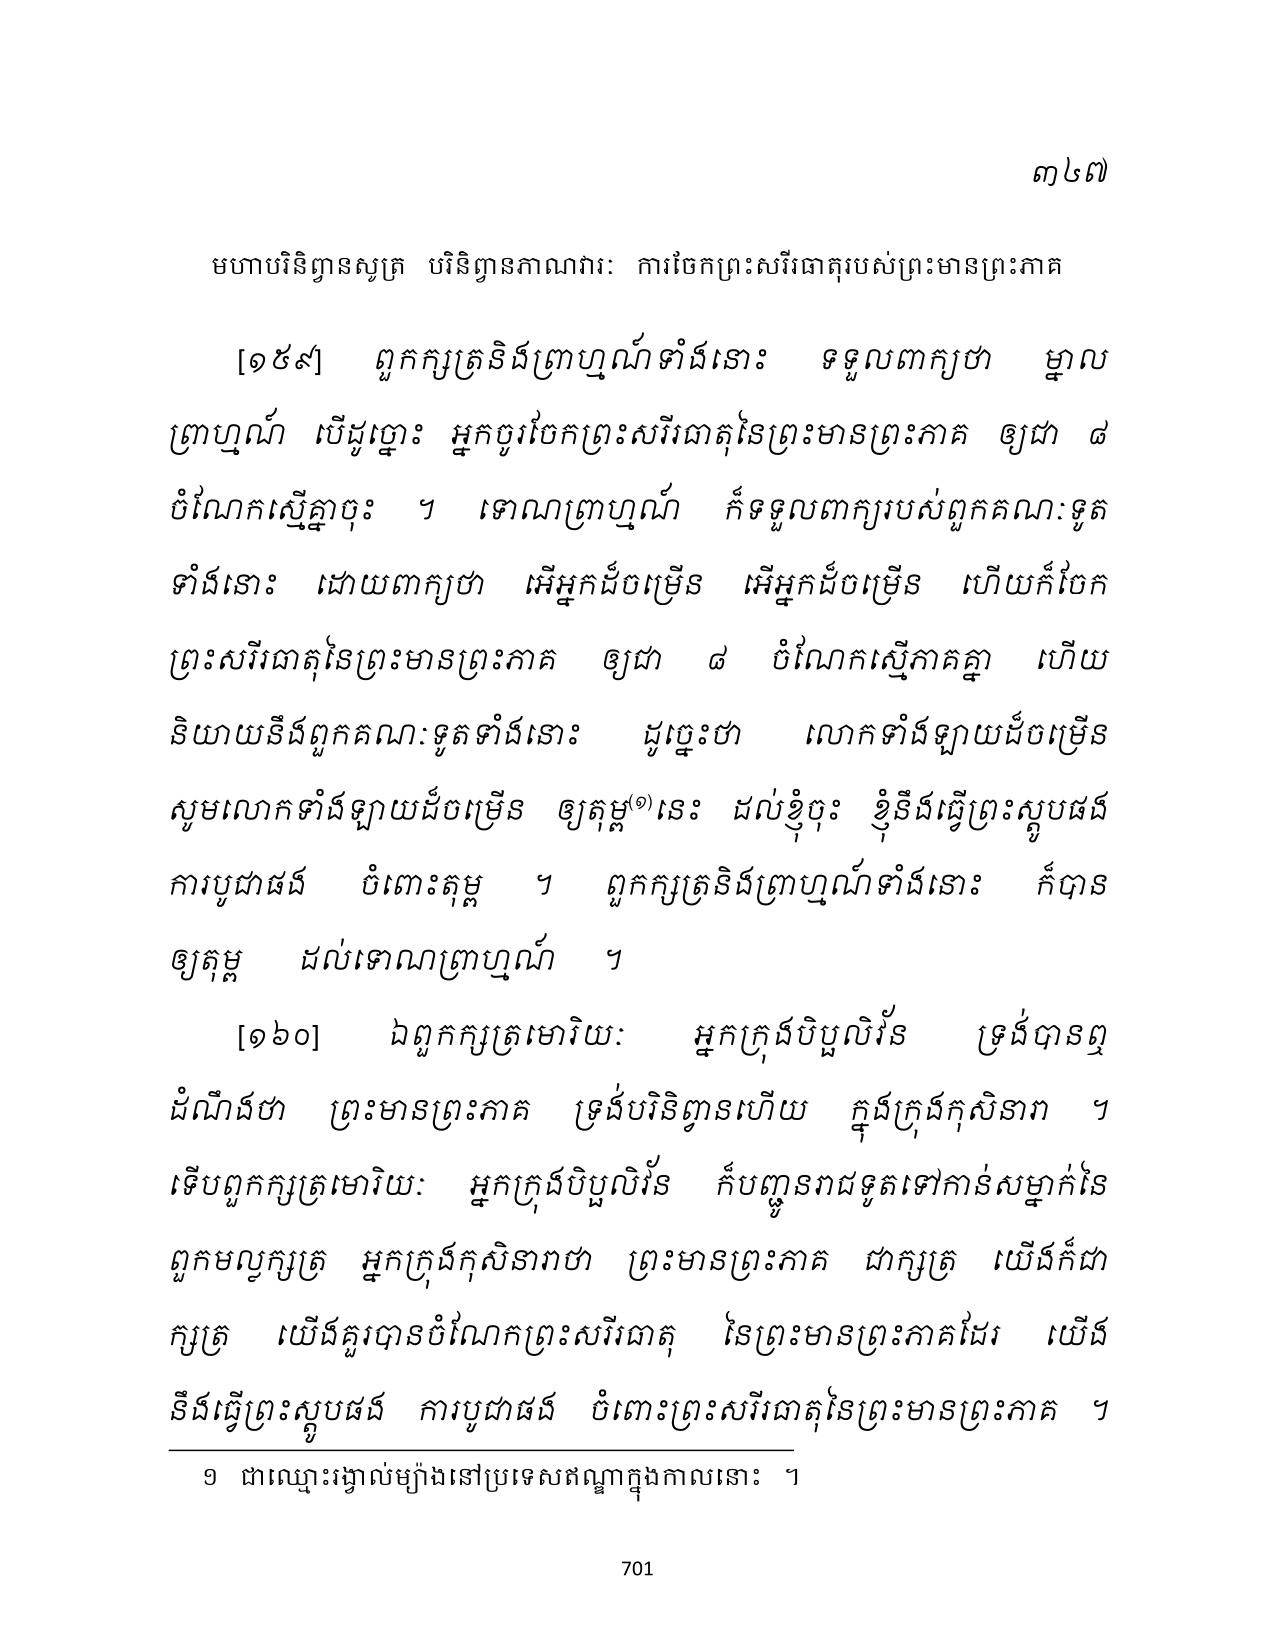 ៣៤៧
មហាបរិនិព្វានសូត្រ បរិនិព្វានភាណវារៈ ការចែកព្រះសរីរធាតុរបស់ព្រះមានព្រះភាគ
[១៥៩] ពួកក្សត្រនិងព្រាហ្មណ៍ទាំងនោះ ទទួលពាក្យថា ម្នាល
ព្រាហ្មណ៍ បើដូច្នោះ អ្នកចូរចែកព្រះសរីរធាតុនៃព្រះមានព្រះភាគ ឲ្យជា ៨
ចំណែកស្មើគ្នាចុះ ។ ទោណព្រាហ្មណ៍ ក៏ទទួលពាក្យរបស់ពួកគណៈទូត
ទាំងនោះ ដោយពាក្យថា អើអ្នកដ៏ចម្រើន អើអ្នកដ៏ចម្រើន ហើយក៏ចែក
ព្រះសរីរធាតុនៃព្រះមានព្រះភាគ ឲ្យជា ៨ ចំណែកស្មើភាគគ្នា ហើយ
និយាយនឹងពួកគណៈទូតទាំងនោះ ដូច្នេះថា លោកទាំងឡាយដ៏ចម្រើន
សូមលោកទាំងឡាយដ៏ចម្រើន ឲ្យតុម្ពុ(១)នេះ ដល់ខ្ញុំចុះ ខ្ញុំនឹងធ្វើព្រះស្តូបផង
ការបូជាផង ចំពោះតុម្ព ។ ពួកក្សត្រនិងព្រាហ្មណ៍ទាំងនោះ ក៏បាន
ឲ្យតុម្ព ដល់ទោណព្រាហ្មណ៍ ។
[១៦០] ឯពួកក្សត្រមោរិយៈ អ្នកក្រុងបិប្ផលិវ័ន ទ្រង់បានឮ
ដំណឹងថា ព្រះមានព្រះភាគ ទ្រង់បរិនិព្វានហើយ ក្នុងក្រុងកុសិនារា ។
ទើបពួកក្សត្រមោរិយៈ អ្នកក្រុងបិប្ផលិវ័ន ក៏បញ្ជូនរាជទូតទៅកាន់សម្នាក់នៃ
ពួកមល្លក្សត្រ អ្នកក្រុងកុសិនារាថា ព្រះមានព្រះភាគ ជាក្សត្រ យើងក៏ជា
ក្សត្រ យើងគួរបានចំណែកព្រះសរីរធាតុ នៃព្រះមានព្រះភាគដែរ យើង
នឹងធ្វើព្រះស្តូបផង ការបូជាផង ចំពោះព្រះសរីរធាតុនៃព្រះមានព្រះភាគ ។
១ ជាឈ្មោះរង្វាល់ម្យ៉ាងនៅប្រទេសឥណ្ឌាក្នុងកាលនោះ ។
701